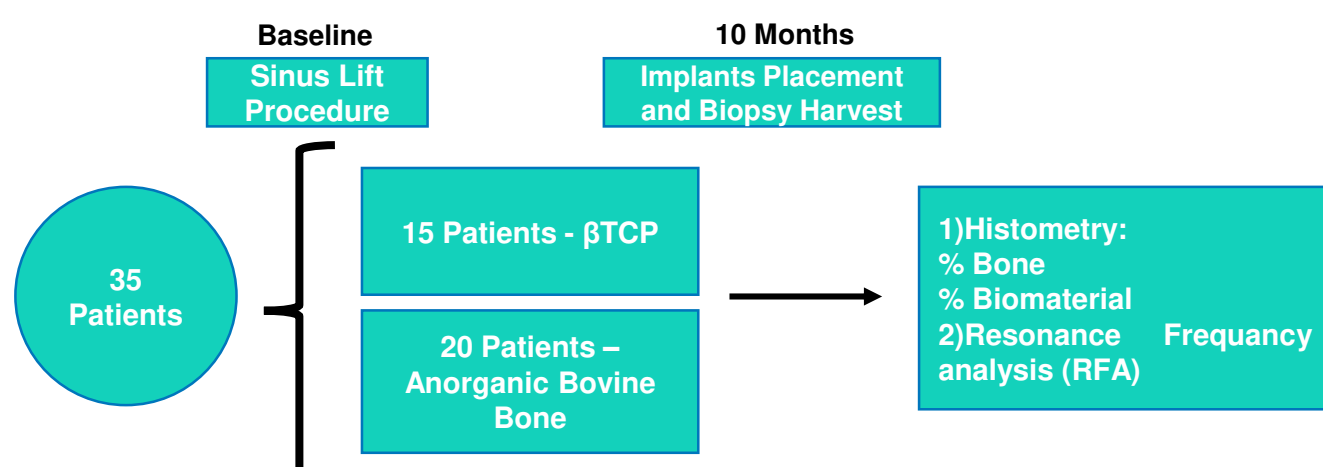 Baseline
10 Months
Sinus Lift
Procedure
Implants Placement
and Biopsy Harvest
35
Patients
15 Patients - βTCP
20 Patients –
Anorganic Bovine
Bone
1)Histometry:
% Bone
% Biomaterial
2)Resonance Frequancy
analysis (RFA)